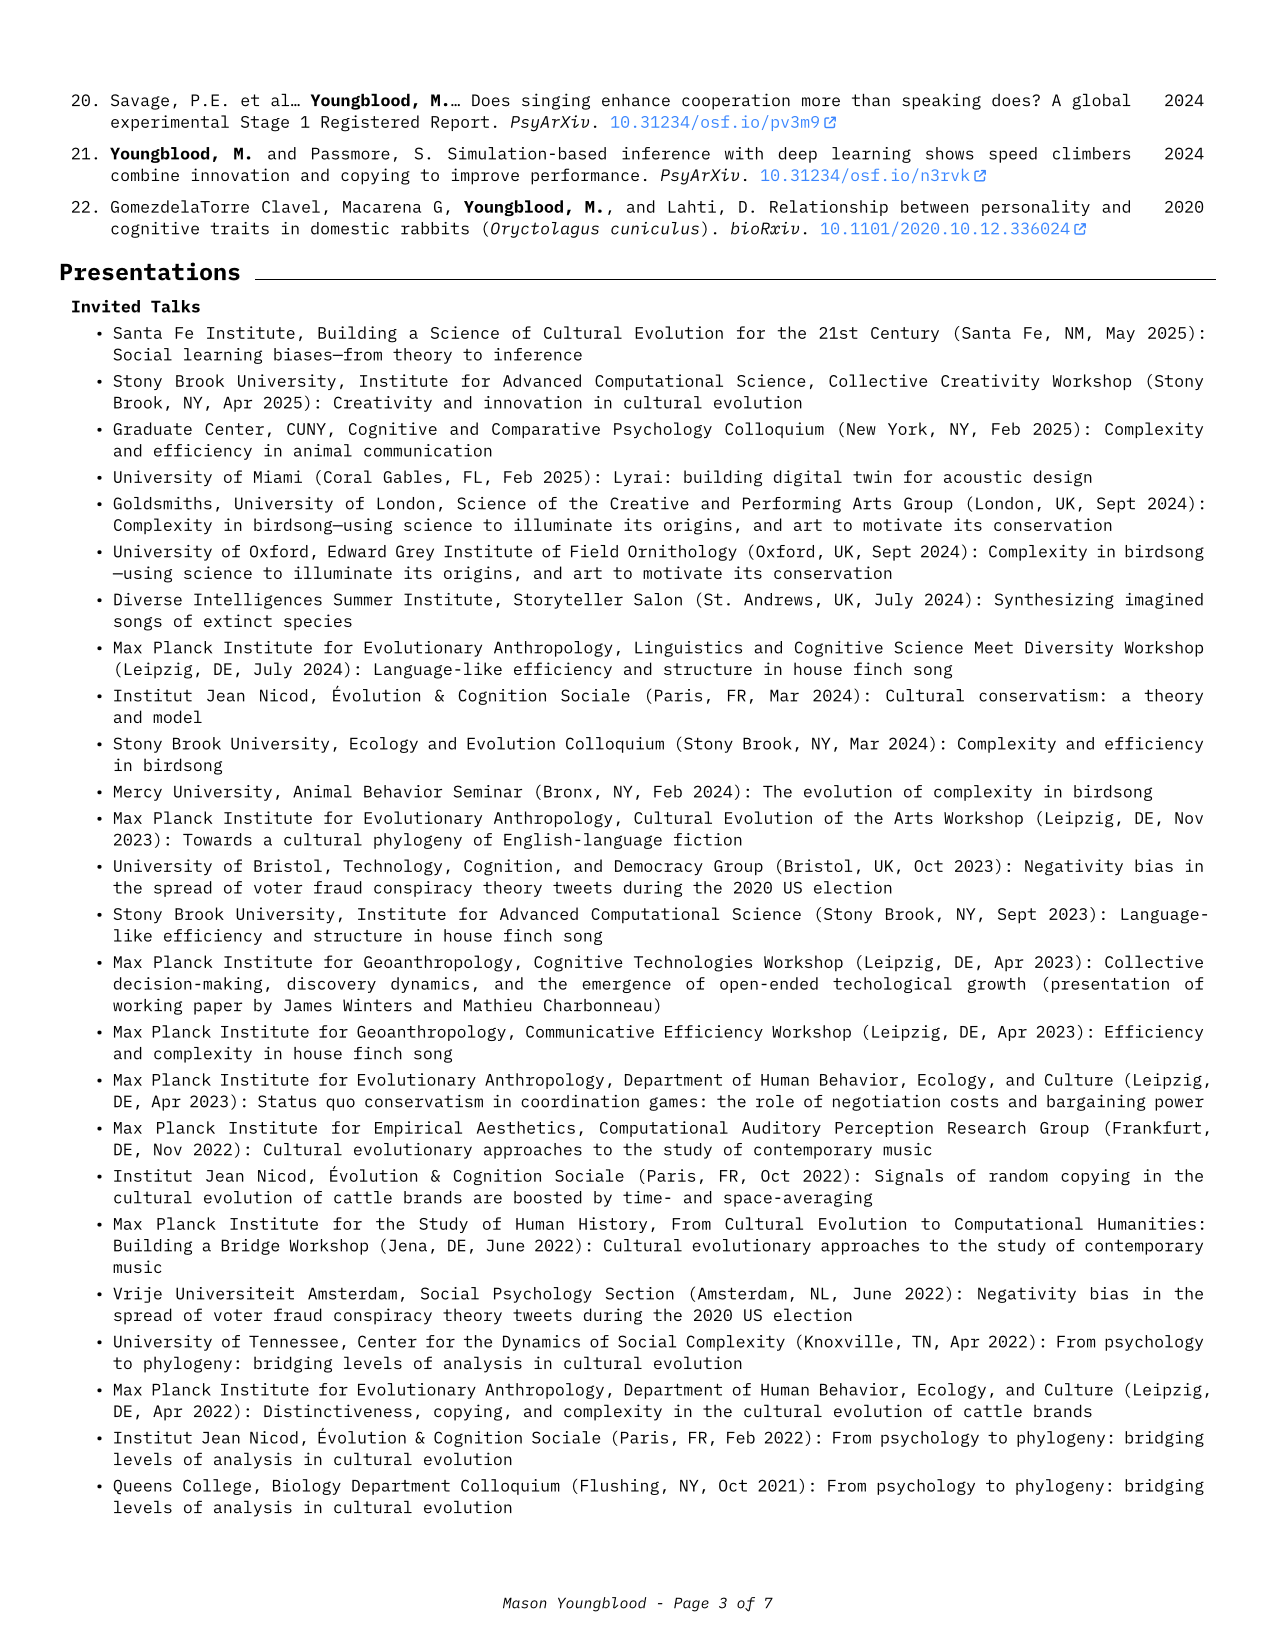 20. Savage, P.E. et al… Youngblood, M.… Does singing enhance cooperation more than speaking does? A global 2024
experimental Stage 1 Registered Report. PsyArXiv. 10.31234/osf.io/pv3m9
21. Youngblood, M. and Passmore, S. Simulation-based inference with deep learning shows speed climbers 2024
combine innovation and copying to improve performance. PsyArXiv. 10.31234/osf.io/n3rvk
22. GomezdelaTorre Clavel, Macarena G, Youngblood, M., and Lahti, D. Relationship between personality and 2020
cognitive traits in domestic rabbits (Oryctolagus cuniculus). bioRxiv. 10.1101/2020.10.12.336024
Presentations
Invited Talks
• Santa Fe Institute, Building a Science of Cultural Evolution for the 21st Century (Santa Fe, NM, May 2025):
Social learning biases—from theory to inference
• Stony Brook University, Institute for Advanced Computational Science, Collective Creativity Workshop (Stony
Brook, NY, Apr 2025): Creativity and innovation in cultural evolution
• Graduate Center, CUNY, Cognitive and Comparative Psychology Colloquium (New York, NY, Feb 2025): Complexity
and efficiency in animal communication
• University of Miami (Coral Gables, FL, Feb 2025): Lyrai: building digital twin for acoustic design
• Goldsmiths, University of London, Science of the Creative and Performing Arts Group (London, UK, Sept 2024):
Complexity in birdsong—using science to illuminate its origins, and art to motivate its conservation
• University of Oxford, Edward Grey Institute of Field Ornithology (Oxford, UK, Sept 2024): Complexity in birdsong
—using science to illuminate its origins, and art to motivate its conservation
• Diverse Intelligences Summer Institute, Storyteller Salon (St. Andrews, UK, July 2024): Synthesizing imagined
songs of extinct species
• Max Planck Institute for Evolutionary Anthropology, Linguistics and Cognitive Science Meet Diversity Workshop
(Leipzig, DE, July 2024): Language-like efficiency and structure in house finch song
• Institut Jean Nicod, Évolution & Cognition Sociale (Paris, FR, Mar 2024): Cultural conservatism: a theory
and model
• Stony Brook University, Ecology and Evolution Colloquium (Stony Brook, NY, Mar 2024): Complexity and efficiency
in birdsong
• Mercy University, Animal Behavior Seminar (Bronx, NY, Feb 2024): The evolution of complexity in birdsong
• Max Planck Institute for Evolutionary Anthropology, Cultural Evolution of the Arts Workshop (Leipzig, DE, Nov
2023): Towards a cultural phylogeny of English-language fiction
• University of Bristol, Technology, Cognition, and Democracy Group (Bristol, UK, Oct 2023): Negativity bias in
the spread of voter fraud conspiracy theory tweets during the 2020 US election
• Stony Brook University, Institute for Advanced Computational Science (Stony Brook, NY, Sept 2023): Language-
like efficiency and structure in house finch song
• Max Planck Institute for Geoanthropology, Cognitive Technologies Workshop (Leipzig, DE, Apr 2023): Collective
decision-making, discovery dynamics, and the emergence of open-ended techological growth (presentation of
working paper by James Winters and Mathieu Charbonneau)
• Max Planck Institute for Geoanthropology, Communicative Efficiency Workshop (Leipzig, DE, Apr 2023): Efficiency
and complexity in house finch song
• Max Planck Institute for Evolutionary Anthropology, Department of Human Behavior, Ecology, and Culture (Leipzig,
DE, Apr 2023): Status quo conservatism in coordination games: the role of negotiation costs and bargaining power
• Max Planck Institute for Empirical Aesthetics, Computational Auditory Perception Research Group (Frankfurt,
DE, Nov 2022): Cultural evolutionary approaches to the study of contemporary music
• Institut Jean Nicod, Évolution & Cognition Sociale (Paris, FR, Oct 2022): Signals of random copying in the
cultural evolution of cattle brands are boosted by time- and space-averaging
• Max Planck Institute for the Study of Human History, From Cultural Evolution to Computational Humanities:
Building a Bridge Workshop (Jena, DE, June 2022): Cultural evolutionary approaches to the study of contemporary
music
• Vrije Universiteit Amsterdam, Social Psychology Section (Amsterdam, NL, June 2022): Negativity bias in the
spread of voter fraud conspiracy theory tweets during the 2020 US election
• University of Tennessee, Center for the Dynamics of Social Complexity (Knoxville, TN, Apr 2022): From psychology
to phylogeny: bridging levels of analysis in cultural evolution
• Max Planck Institute for Evolutionary Anthropology, Department of Human Behavior, Ecology, and Culture (Leipzig,
DE, Apr 2022): Distinctiveness, copying, and complexity in the cultural evolution of cattle brands
• Institut Jean Nicod, Évolution & Cognition Sociale (Paris, FR, Feb 2022): From psychology to phylogeny: bridging
levels of analysis in cultural evolution
• Queens College, Biology Department Colloquium (Flushing, NY, Oct 2021): From psychology to phylogeny: bridging
levels of analysis in cultural evolution
Mason Youngblood - Page 3 of 7